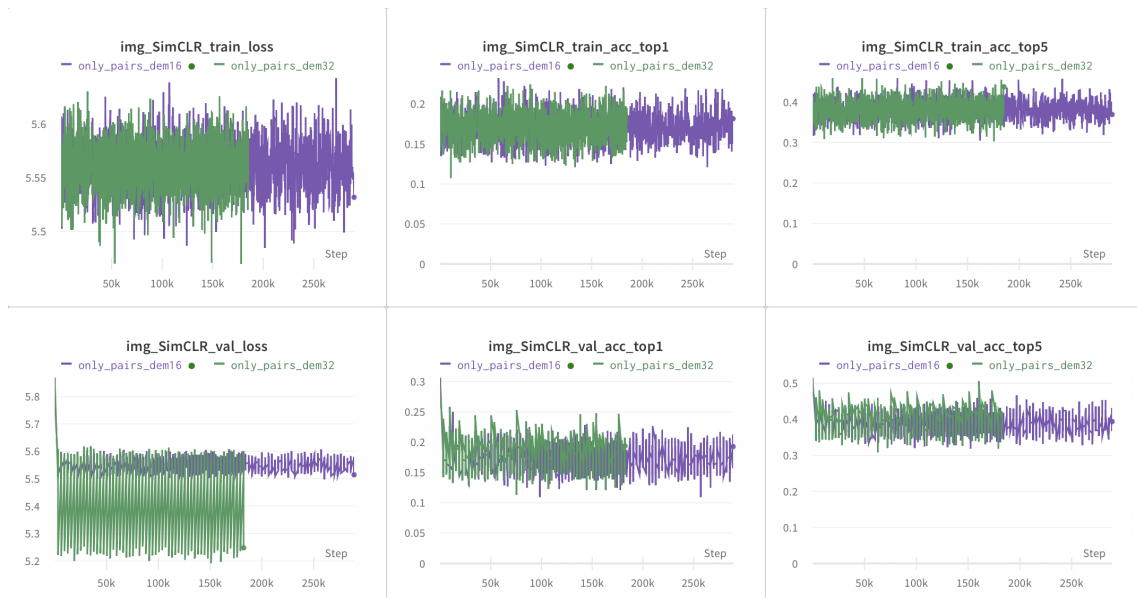 img_SimCLR_train_loss
only_pairs_dem16 only_pairs_dem32
5.6
5.55
5.5
Step
50k 100k 150k 200k 250k
img_SimCLR_train_acc_top1
only_pairs_dem16 only_pairs_dem32
0.2
0.15
0.1
0.05
0
Step
50k 100k 150k 200k 250k
img_SimCLR_train_acc_top5
only_pairs_dem16 only_pairs_dem32
0.4
0.3
0.2
0.1
0
Step
50k 100k 150k 200k 250k
img_SimCLR_val_loss
only_pairs_dem16 only_pairs_dem32
5.8
5.7
5.6
5.5
5.4
5.3
5.2
Step
50k 100k 150k 200k 250k
img_SimCLR_val_acc_top1
only_pairs_dem16 only_pairs_dem32
0.3
0.25
0.2
0.15
0.1
0.05
0
Step
50k 100k 150k 200k 250k
img_SimCLR_val_acc_top5
only_pairs_dem16 only_pairs_dem32
0.5
0.4
0.3
0.2
0.1
0
Step
50k 100k 150k 200k 250k